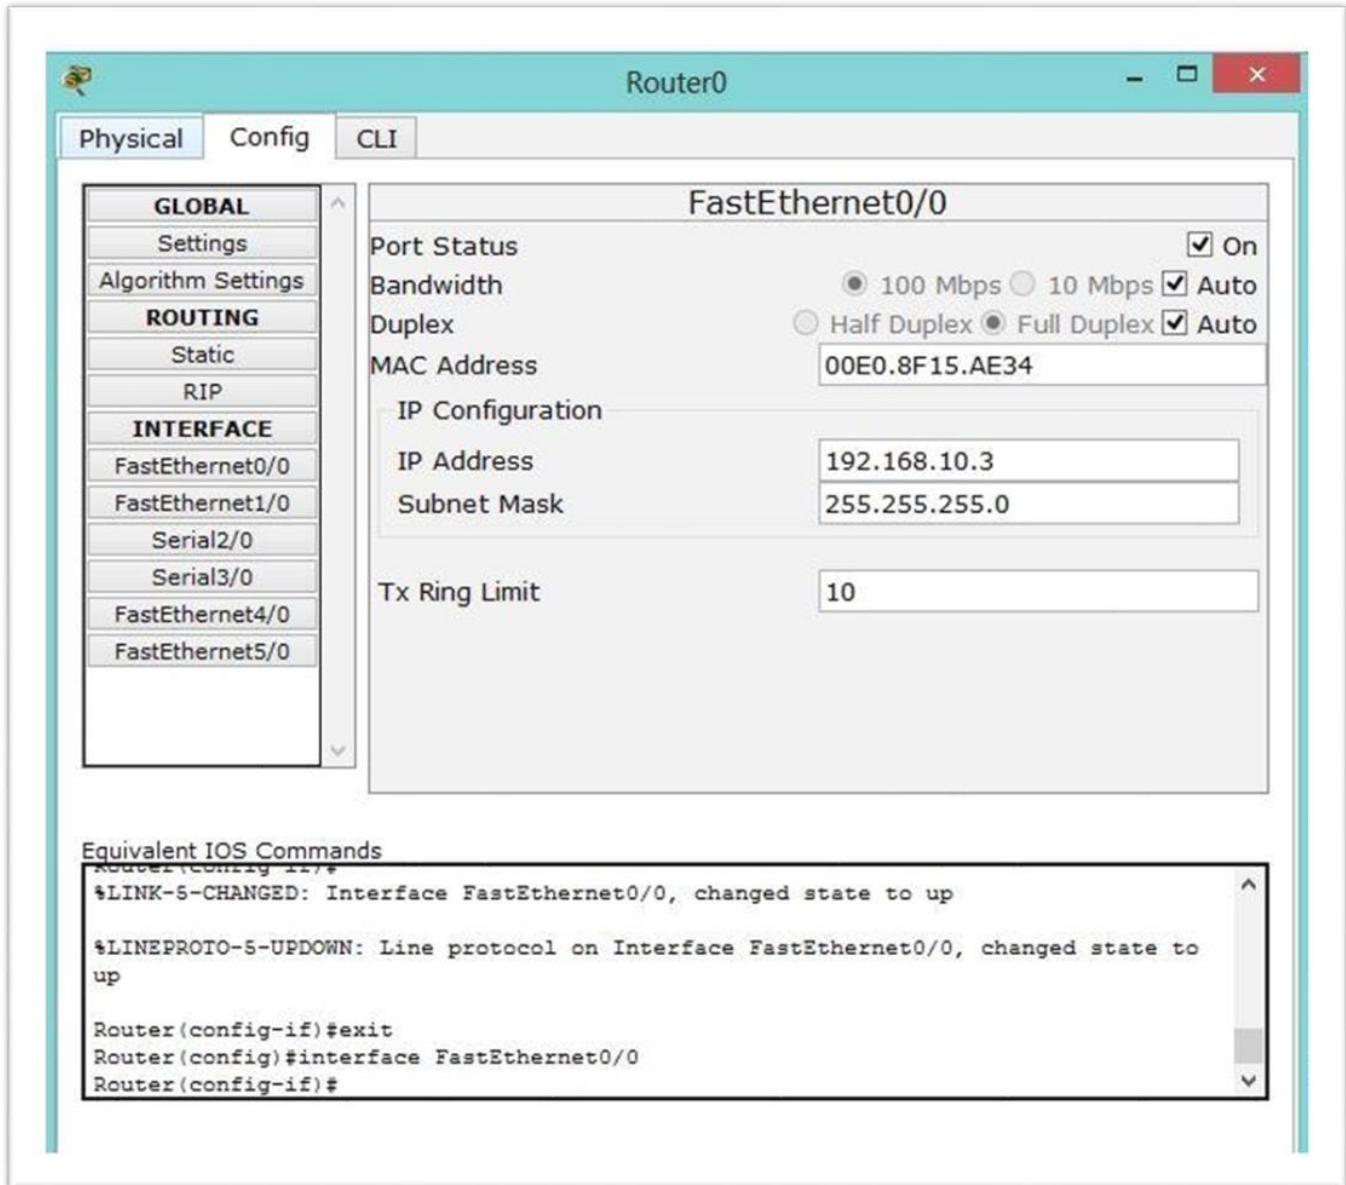 Router0
Physical
Config
CLI
GLOBAL
Settings
Algorithm Settings
ROUTING
Static
RIP
INTERFACE
FastEthernet0/0
FastEthernet1/0
Serial2/0
Serial3/0
FastEthernet4/0
FastEthernet5/0
FastEthernet0/0
Port Status On
Bandwidth 100 Mbps 10 Mbps Auto
Duplex Half Duplex Full Duplex Auto
MAC Address 00E0.8F15.AE34
IP Configuration
IP Address 192.168.10.3
Subnet Mask 255.255.255.0
Tx Ring Limit 10
Equivalent IOS Commands
Router(config-if)#
%LINK-5-CHANGED: Interface FastEthernet0/0, changed state to up
%LINEPROTO-5-UPDOWN: Line protocol on Interface FastEthernet0/0, changed state to
up
Router(config-if)#exit
Router(config)#interface FastEthernet0/0
Router(config-if)#